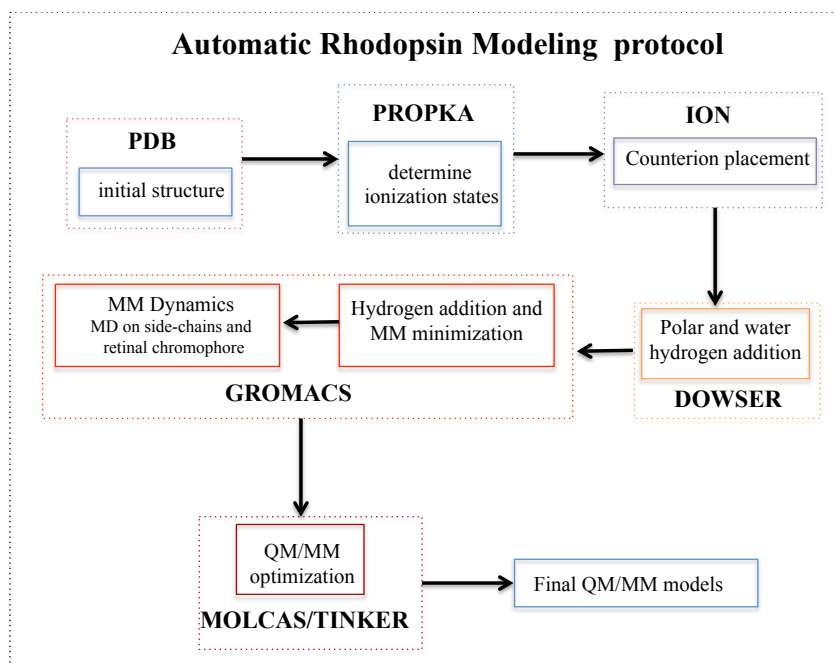 Automatic Rhodopsin Modeling protocol
PDB
initial structure
PROPKA
determine
ionization states
ION
Counterion placement
Polar and water
hydrogen addition
DOWSER
Hydrogen addition and
MM minimization
MM Dynamics
MD on side-chains and
retinal chromophore
GROMACS
QM/MM
optimization
MOLCAS/TINKER
Final QM/MM models